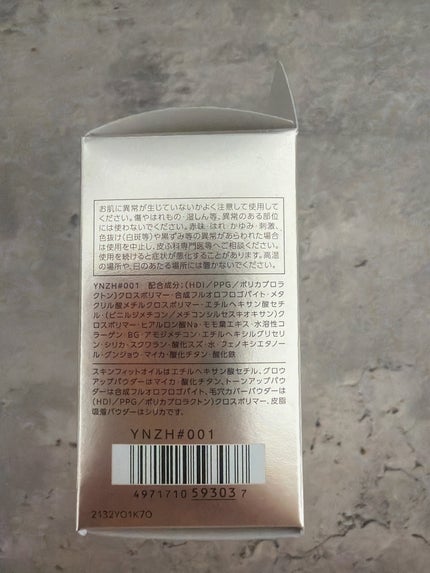 お肌に異常が生じていないかよく注意して使用して
ください。傷やはれもの・湿しん等、異常のある部位
には使わないでください。赤味・はれ・かゆみ・刺激、
色抜け(白斑等)や黒ずみ等の異常があらわれた場合
は使用を中止し、皮ふ科専門医等へご相談ください。
使用を続けると症状が悪化することがあります。高温
の場所や、日のあたる場所には置かないでください。
YNZH#001 配合成分:(HDI/PPG/ポリカプロラ
クトン)クロスポリマー・合成フルオロフロゴパイト・メタ
クリル酸メチルクロスポリマー・エチルヘキサン酸セチ
ル・(ビニルジメチコン/メチコンシルセスキオキサン)ク
ロスポリマー・ヒアルロン酸Na・モモ葉エキス・水溶性コ
ラーゲン・BG・アモジメチコン・エチルヘキシルグリセリ
ン・シリカ・スクワラン・酸化スズ・水・フェノキシエタノー
ル・グンジョウ・マイカ・酸化チタン・酸化鉄
スキンフィットオイルはエチルヘキサン酸セチル、グロウ
アップパウダーはマイカ・酸化チタン、トーンアップパウダ
ーは合成フルオロフロゴパイト、毛穴カバーパウダーは
(HDI/PPG/ポリカプロラクトン)クロスポリマー、皮脂
吸着パウダーはシリカです。
YNZH#001
4971710 59303 7
2132Y01K70